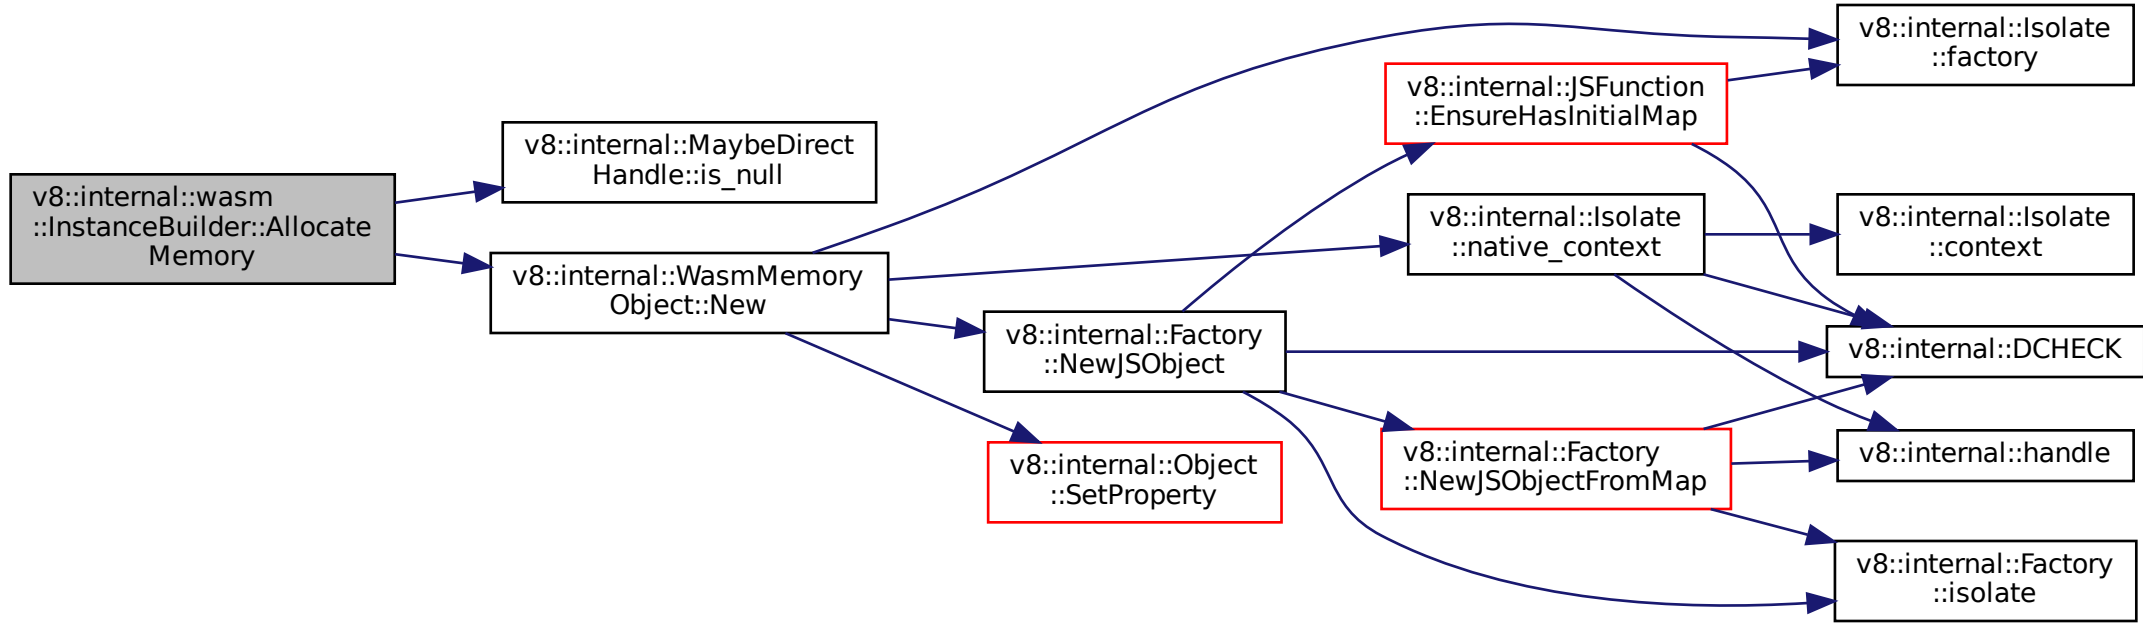 v8::internal::wasm
::InstanceBuilder::Allocate
Memory
v8::internal::MaybeDirect
Handle::is_null
v8::internal::WasmMemory
Object::New
v8::internal::Isolate
::factory
v8::internal::JSFunction
::EnsureHasInitialMap
v8::internal::Isolate
::native_context
v8::internal::Isolate
::context
v8::internal::Factory
::NewJSObject
v8::internal::DCHECK
v8::internal::Object
::SetProperty
v8::internal::Factory
::NewJSObjectFromMap
v8::internal::handle
v8::internal::Factory
::isolate